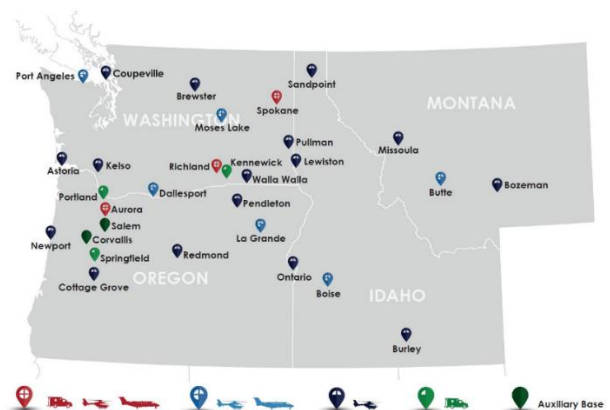 Port Angeles
Coupeville
Sandpoint
Brewster
Spokane
MONTANA
WASHINGTON
Moses Lake
Pullman
Missoula
Astoria
Kelso
Richland
Kennewick
Lewiston
Walla Walla
Butte
Bozeman
Portland
Dallesport
Aurora
Pendleton
Salem
Newport
Corvallis
La Grande
Springfield
Redmond
OREGON
Ontario
Cottage Grove
Boise
IDAHO
Burley
Auxiliary Base